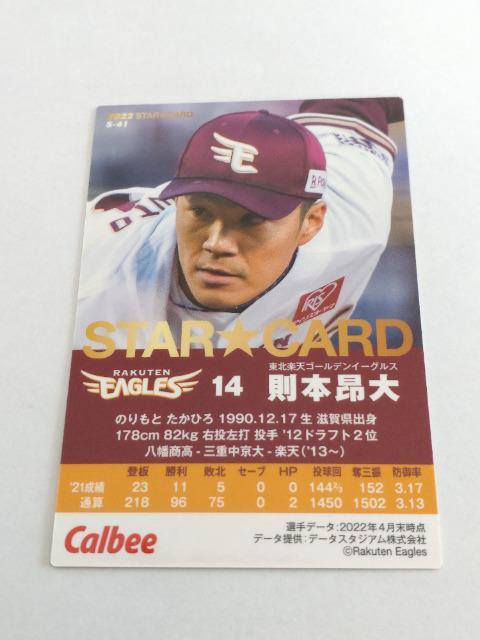 2022 STAR★CARD
S-41
E
IRIS
STAR★CARD
東北楽天ゴールデンイーグルス
RAKUTEN
EAGLES 14 則本昂大
のりもと たかひろ 1990.12.17生 滋賀県出身
178cm 82kg 右投左打 投手 '12ドラフト2位
八幡商高 - 三重中京大 - 楽天('13~)
登板 勝利 敗北 セーブ HP 投球回 奪三振 防御率
'21成績 23 11 5 0 0 144⅔ 152 3.17
通算 218 96 75 0 2 1450 1502 3.13
Calbee
選手データ:2022年4月末時点
データ提供:データスタジアム株式会社
©Rakuten Eagles